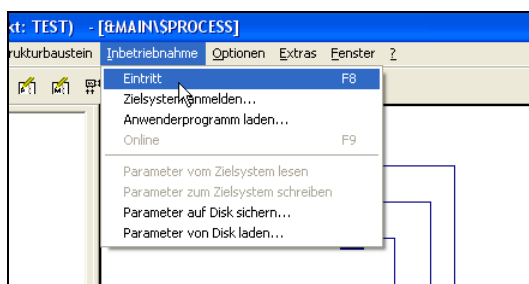 kt: TEST) - [&MAIN\$PROCESS]
rukturbaustein Inbetriebnahme Optionen Extras Fenster ?
Eintritt F8
Zielsystem anmelden...
Anwenderprogramm laden...
Online F9
Parameter vom Zielsystem lesen
Parameter zum Zielsystem schreiben
Parameter auf Disk sichern...
Parameter von Disk laden...